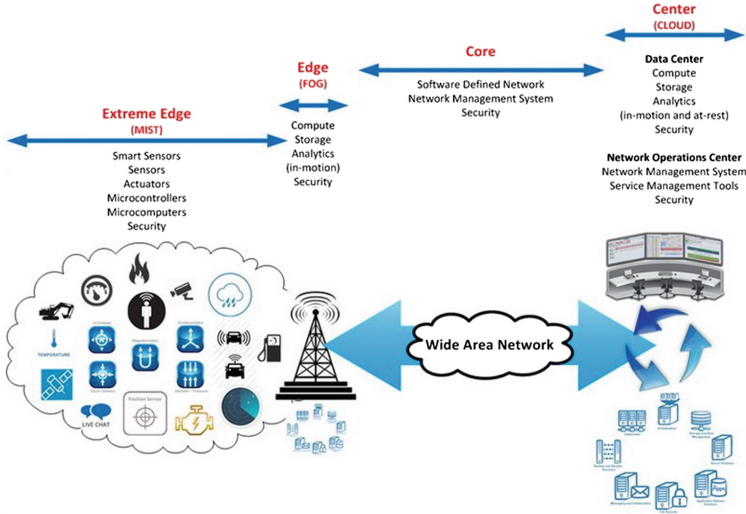 Extreme Edge
(MIST)
Smart Sensors
Sensors
Actuators
Microcontrollers
Microcomputers
Security
Edge
(FOG)
Compute
Storage
Analytics
(in-motion)
Security
Core
Software Defined Network
Network Management System
Security
Center
(CLOUD)
Data Center
Compute
Storage
Analytics
(in-motion and at-rest)
Security
Network Operations Center
Network Management System
Service Management Tools
Security
TEMPERATURE
LIVE CHAT
Position Sensor
Wide Area Network
Apps